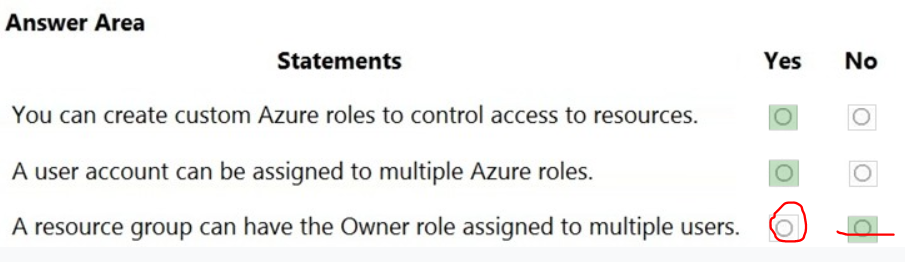 Answer Area
Statements Yes No
You can create custom Azure roles to control access to resources.
A user account can be assigned to multiple Azure roles.
A resource group can have the Owner role assigned to multiple users.